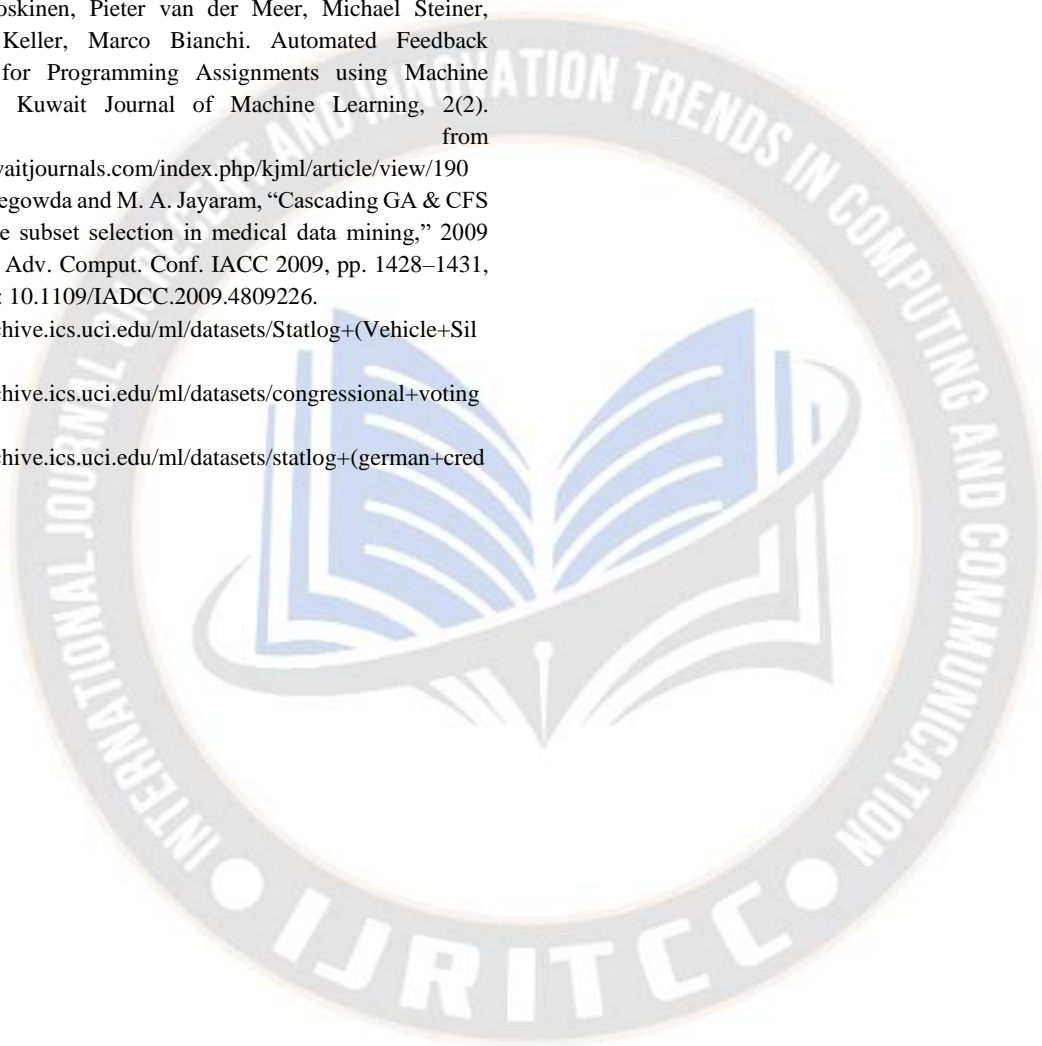 oskinen, Pieter van der Meer, Michael Steiner,
Keller, Marco Bianchi. Automated Feedback
for Programming Assignments using Machine
Kuwait Journal of Machine Learning, 2(2).
from
vaitjournals.com/index.php/kjml/article/view/190
egowda and M. A. Jayaram, “Cascading GA & CFS
e subset selection in medical data mining,” 2009
Adv. Comput. Conf. IACC 2009, pp. 1428–1431,
: 10.1109/IADCC.2009.4809226.
chive.ics.uci.edu/ml/datasets/Statlog+(Vehicle+Sil
chive.ics.uci.edu/ml/datasets/congressional+voting
chive.ics.uci.edu/ml/datasets/statlog+(german+cred
INTERNATIONAL JOURNAL ON RECENT AND INNOVATION TRENDS IN COMPUTING AND COMMUNICATION
IJRITCC